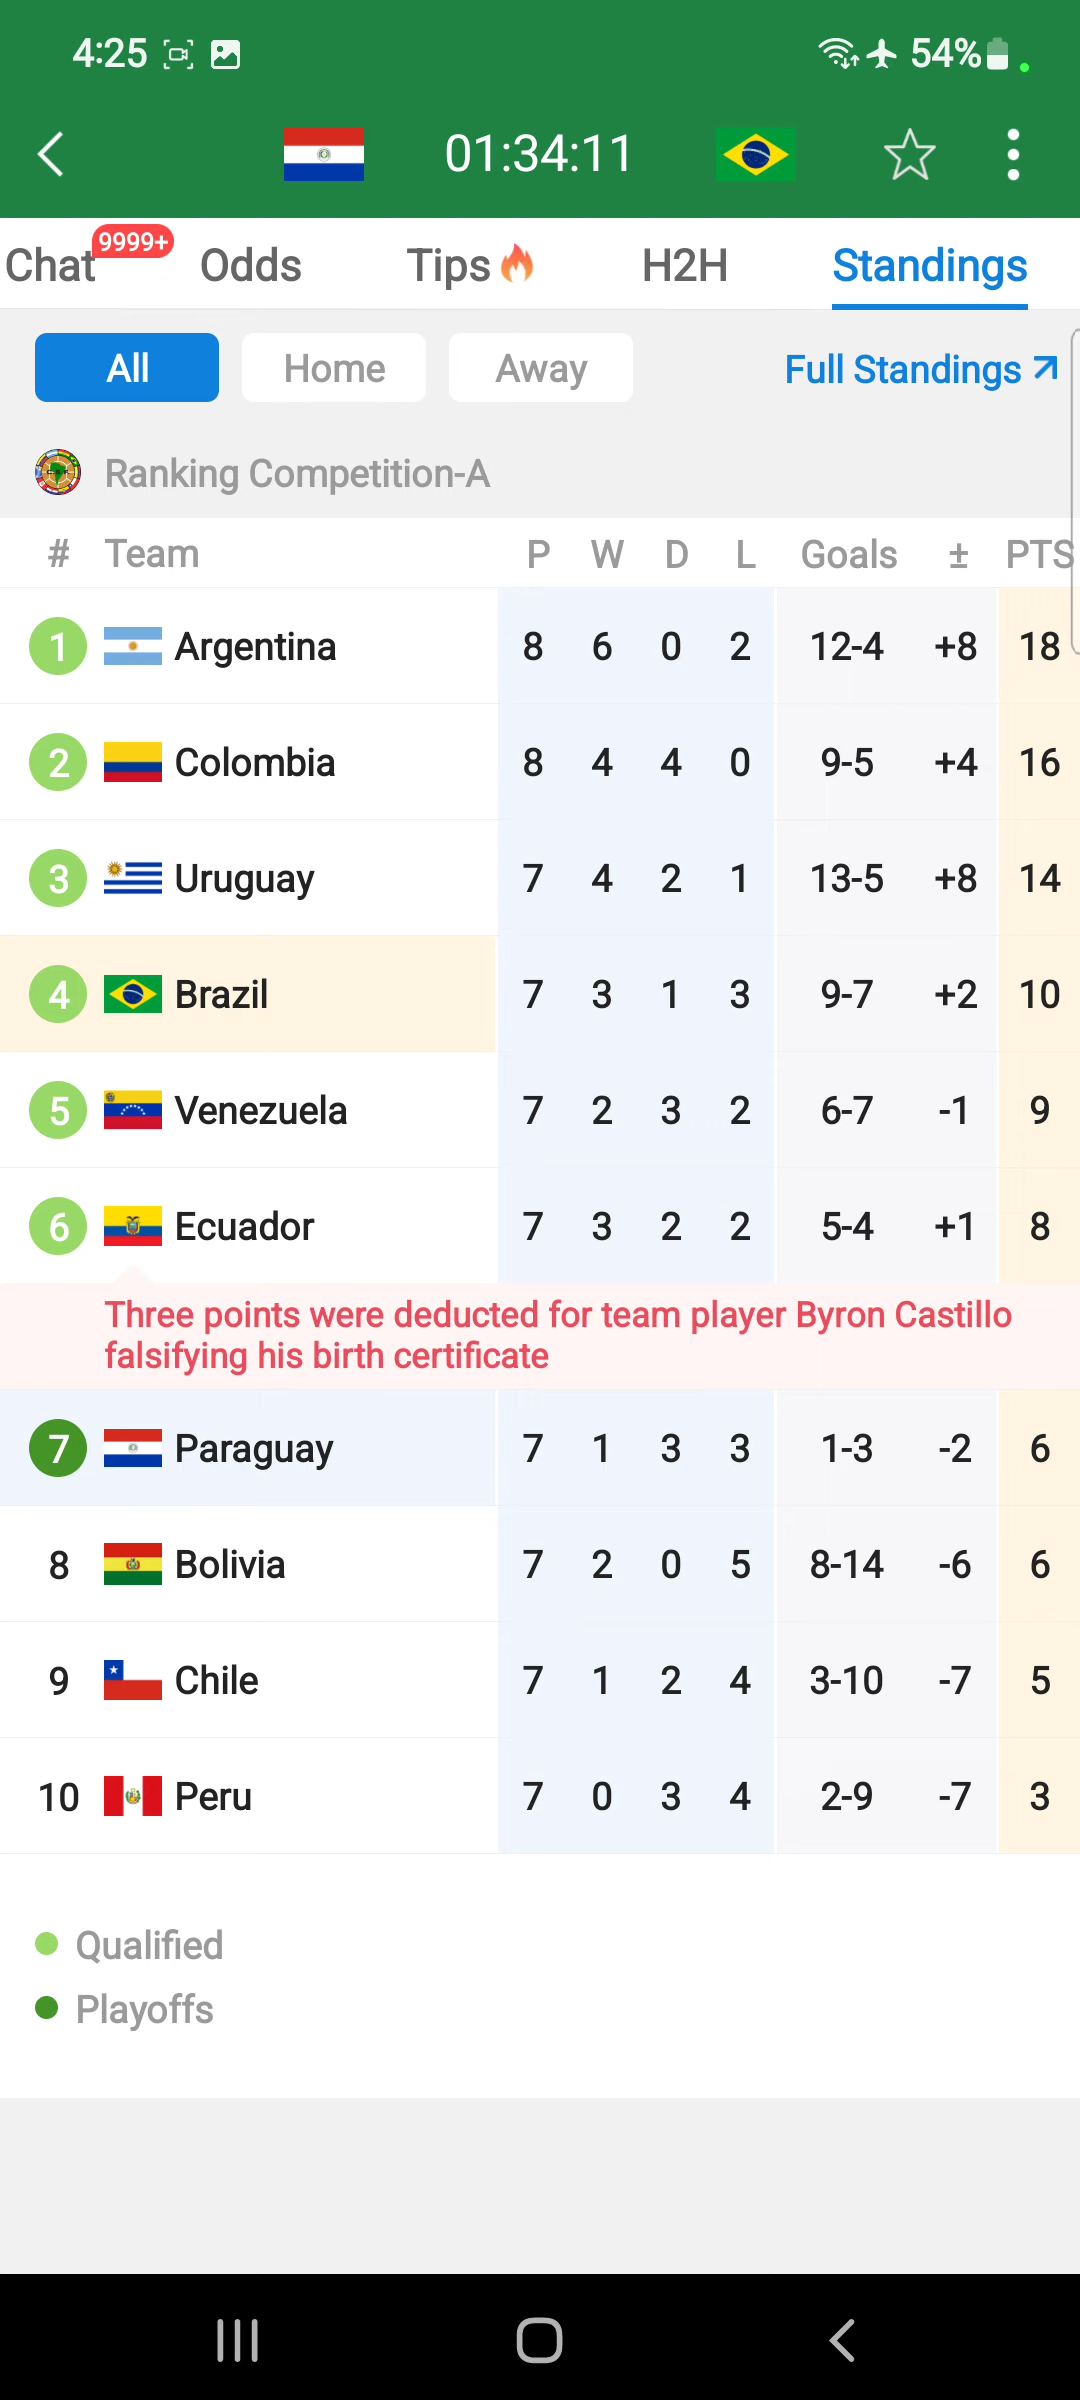 4:25 54%
01:34:11
Chat 9999+ Odds Tips H2H Standings
All Home Away Full Standings
Ranking Competition-A
# Team P W D L Goals ± PTS
1 Argentina 8 6 0 2 12-4 +8 18
2 Colombia 8 4 4 0 9-5 +4 16
3 Uruguay 7 4 2 1 13-5 +8 14
4 Brazil 7 3 1 3 9-7 +2 10
5 Venezuela 7 2 3 2 6-7 -1 9
6 Ecuador 7 3 2 2 5-4 +1 8
Three points were deducted for team player Byron Castillo
falsifying his birth certificate
7 Paraguay 7 1 3 3 1-3 -2 6
8 Bolivia 7 2 0 5 8-14 -6 6
9 Chile 7 1 2 4 3-10 -7 5
10 Peru 7 0 3 4 2-9 -7 3
Qualified
Playoffs